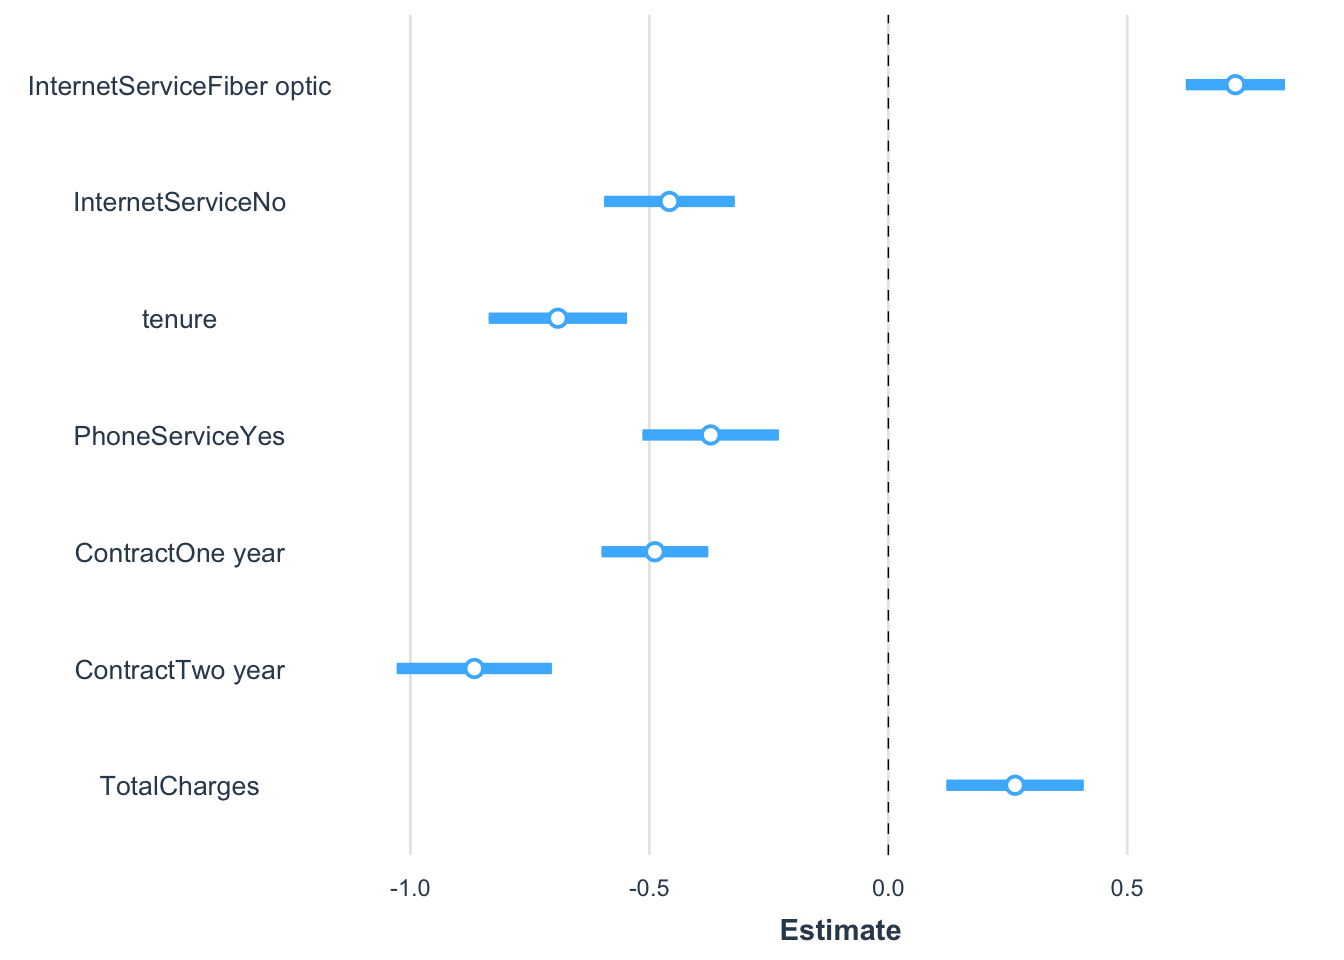 InternetServiceFiber optic
InternetServiceNo
tenure
PhoneServiceYes
ContractOne year
ContractTwo year
TotalCharges
-1.0 -0.5 0.0 0.5
Estimate